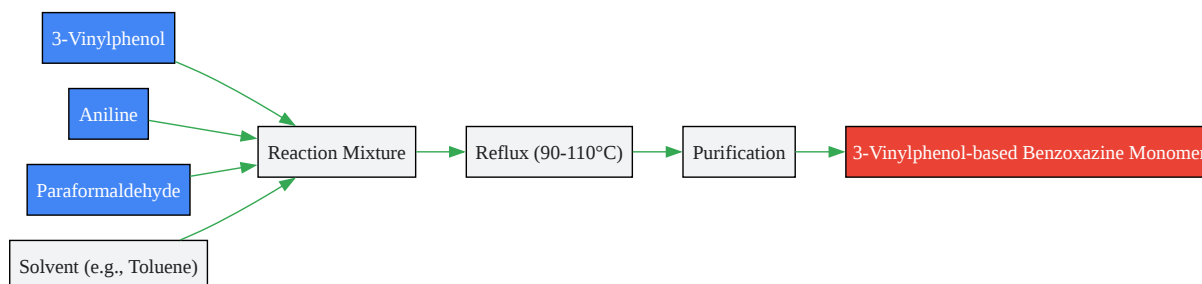 3-Vinylphenol
Aniline
Paraformaldehyde
Solvent (e.g., Toluene)
Reaction Mixture
Reflux (90-110°C)
Purification
3-Vinylphenol-based Benzoxazine Monomer